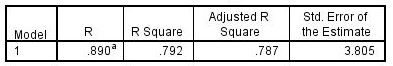 Model R R Square Adjusted R Square Std. Error of the Estimate
1 .890a .792 .787 3.805